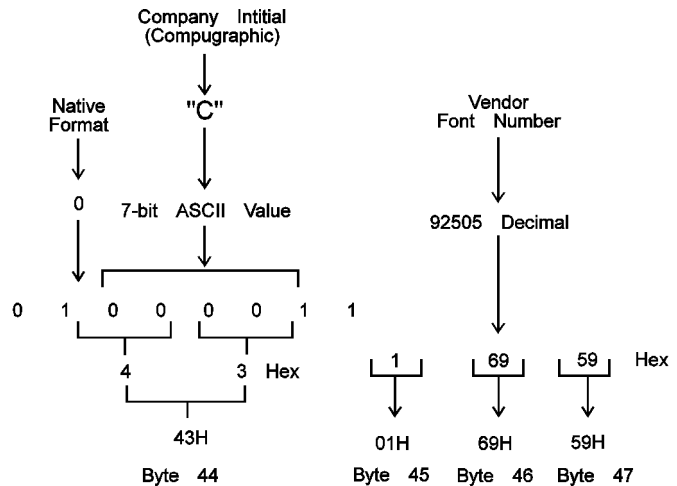 Company Intitial
(Compugraphic)
Native
Format
"C"
Vendor
Font Number
0
7-bit ASCII Value
92505 Decimal
0 1 0 0 0 0 1 1
1 69 59 Hex
4 3 Hex
43H
01H 69H 59H
Byte 44
Byte 45 Byte 46 Byte 47